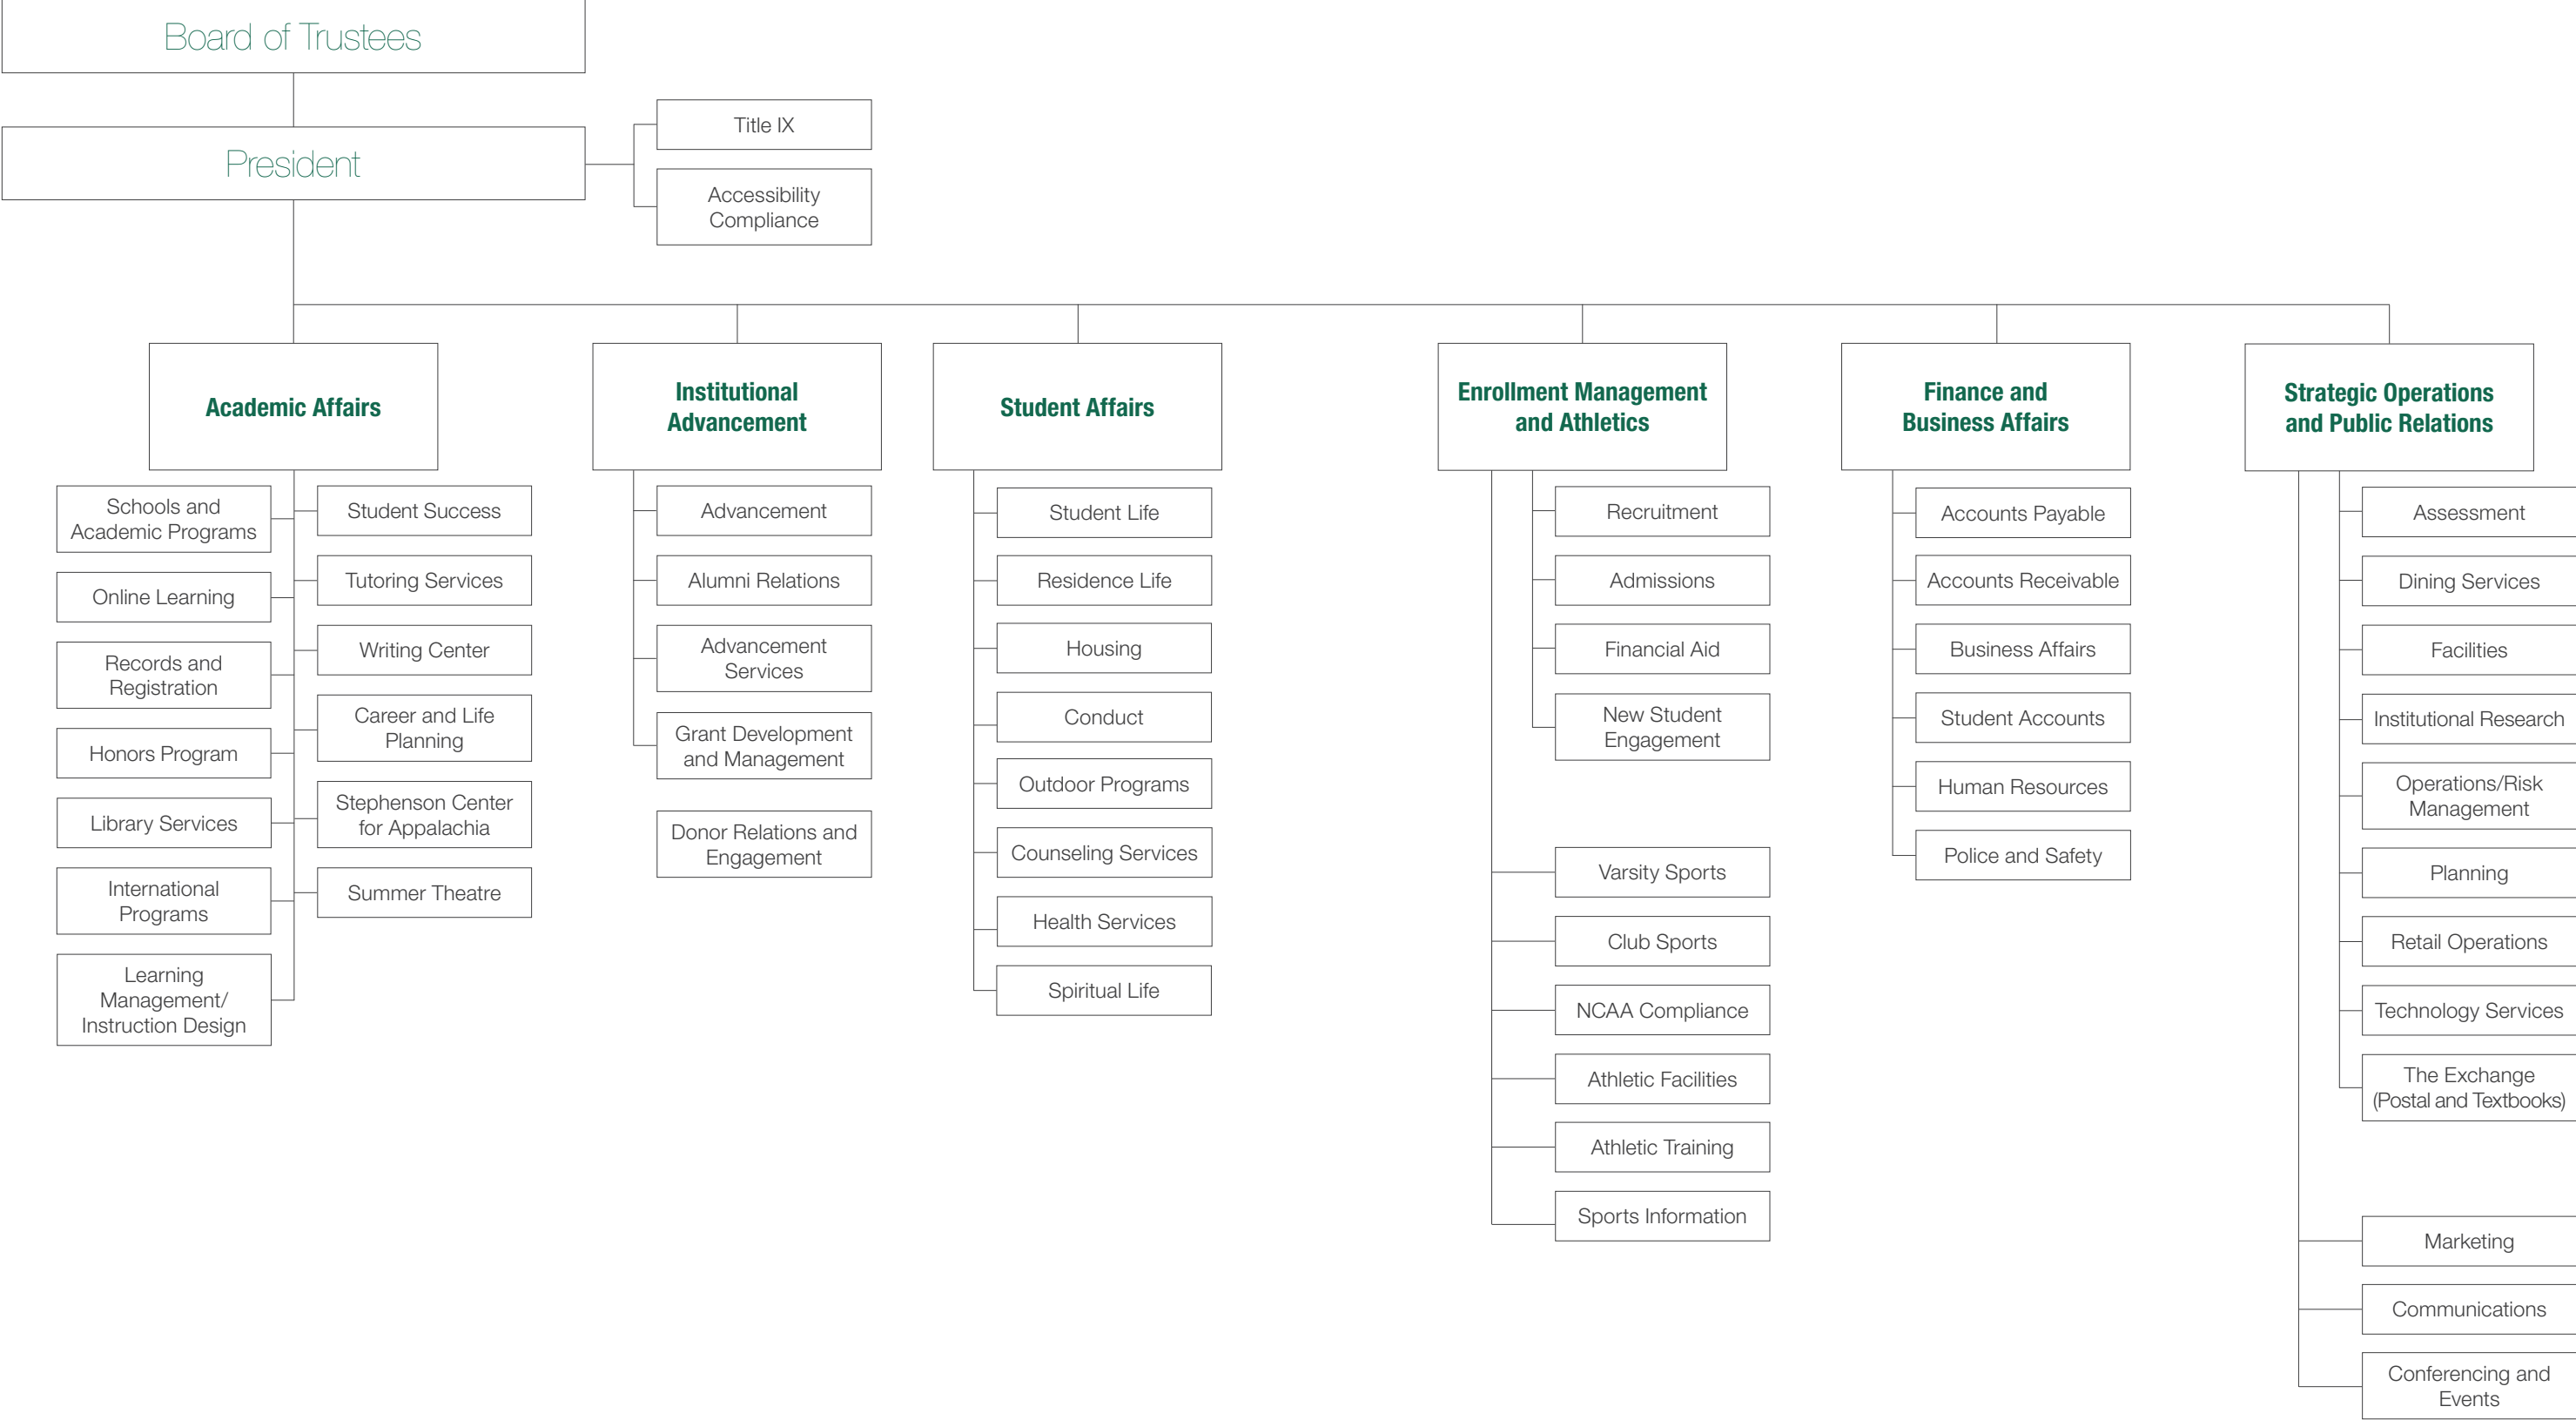 Board of Trustees
President
Title IX
Accessibility
Compliance
Academic Affairs
Schools and
Academic Programs
Online Learning
Records and
Registration
Honors Program
Library Services
International
Programs
Learning
Management/
Instruction Design
Student Success
Tutoring Services
Writing Center
Career and Life
Planning
Stephenson Center
for Appalachia
Summer Theatre
Institutional
Advancement
Advancement
Alumni Relations
Advancement
Services
Grant Development
and Management
Donor Relations and
Engagement
Student Affairs
Student Life
Residence Life
Housing
Conduct
Outdoor Programs
Counseling Services
Health Services
Spiritual Life
Enrollment Management
and Athletics
Recruitment
Admissions
Financial Aid
New Student
Engagement
Varsity Sports
Club Sports
NCAA Compliance
Athletic Facilities
Athletic Training
Sports Information
Finance and
Business Affairs
Accounts Payable
Accounts Receivable
Business Affairs
Student Accounts
Human Resources
Police and Safety
Strategic Operations
and Public Relations
Assessment
Dining Services
Facilities
Institutional Research
Operations/Risk
Management
Planning
Retail Operations
Technology Services
The Exchange
(Postal and Textbooks)
Marketing
Communications
Conferencing and
Events